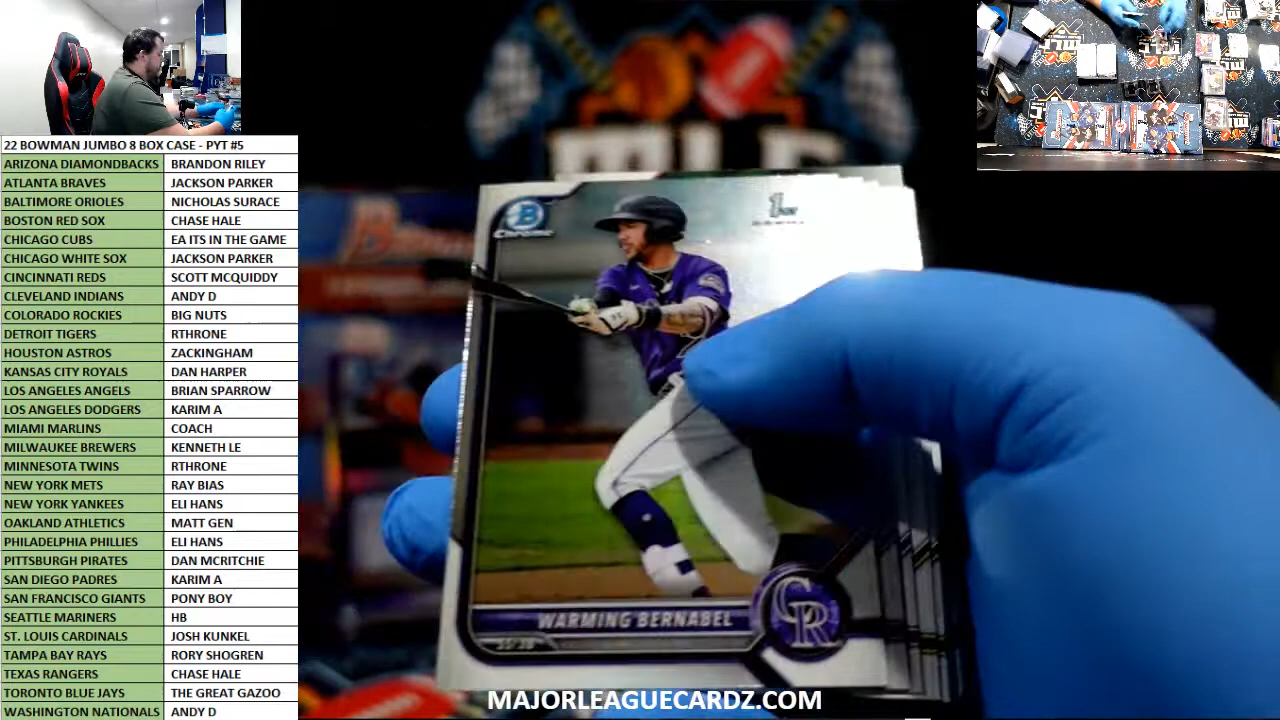 22 BOWMAN JUMBO 8 BOX CASE - PYT #5
ARIZONA DIAMONDBACKS BRANDON RILEY
ATLANTA BRAVES JACKSON PARKER
BALTIMORE ORIOLES NICHOLAS SURACE
BOSTON RED SOX CHASE HALE
CHICAGO CUBS EA ITS IN THE GAME
CHICAGO WHITE SOX JACKSON PARKER
CINCINNATI REDS SCOTT MCQUIDDY
CLEVELAND INDIANS ANDY D
COLORADO ROCKIES BIG NUTS
DETROIT TIGERS RTHRONE
HOUSTON ASTROS ZACKINGHAM
KANSAS CITY ROYALS DAN HARPER
LOS ANGELES ANGELS BRIAN SPARROW
LOS ANGELES DODGERS KARIM A
MIAMI MARLINS COACH
MILWAUKEE BREWERS KENNETH LE
MINNESOTA TWINS RTHRONE
NEW YORK METS RAY BIAS
NEW YORK YANKEES ELI HANS
OAKLAND ATHLETICS MATT GEN
PHILADELPHIA PHILLIES ELI HANS
PITTSBURGH PIRATES DAN MCRITCHIE
SAN DIEGO PADRES KARIM A
SAN FRANCISCO GIANTS PONY BOY
SEATTLE MARINERS HB
ST. LOUIS CARDINALS JOSH KUNKEL
TAMPA BAY RAYS RORY SHOGREN
TEXAS RANGERS CHASE HALE
TORONTO BLUE JAYS THE GREAT GAZOO
WASHINGTON NATIONALS ANDY D
MLC
B
Chrome
1st
WARMING BERNABEL
CR
MAJORLEAGUECARDZ.COM